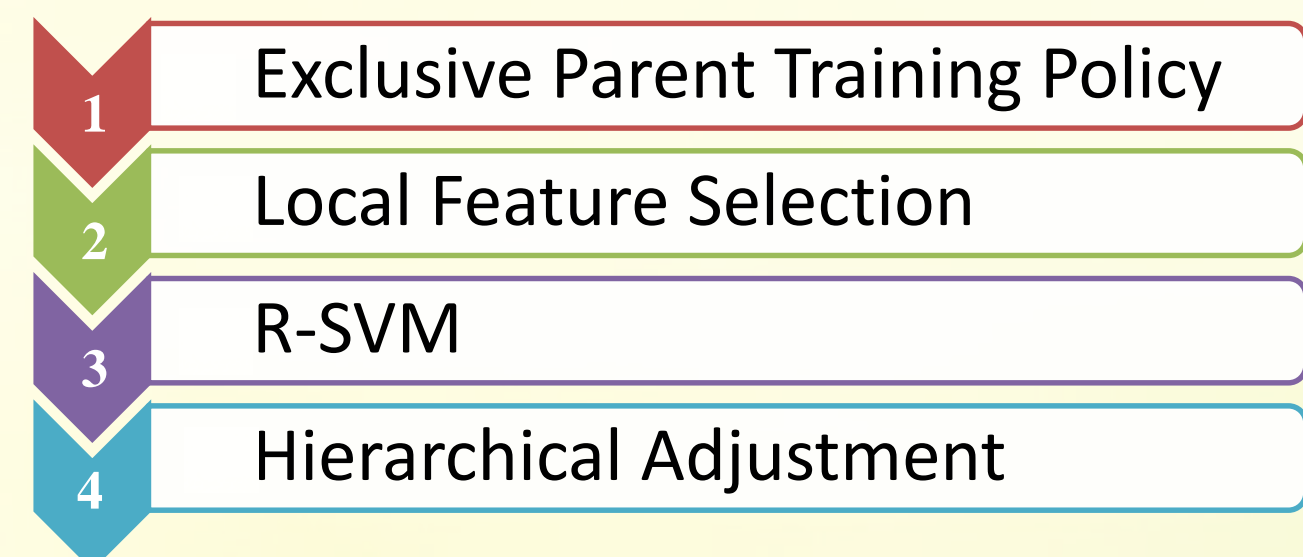 1 Exclusive Parent Training Policy
2 Local Feature Selection
3 R-SVM
4 Hierarchical Adjustment